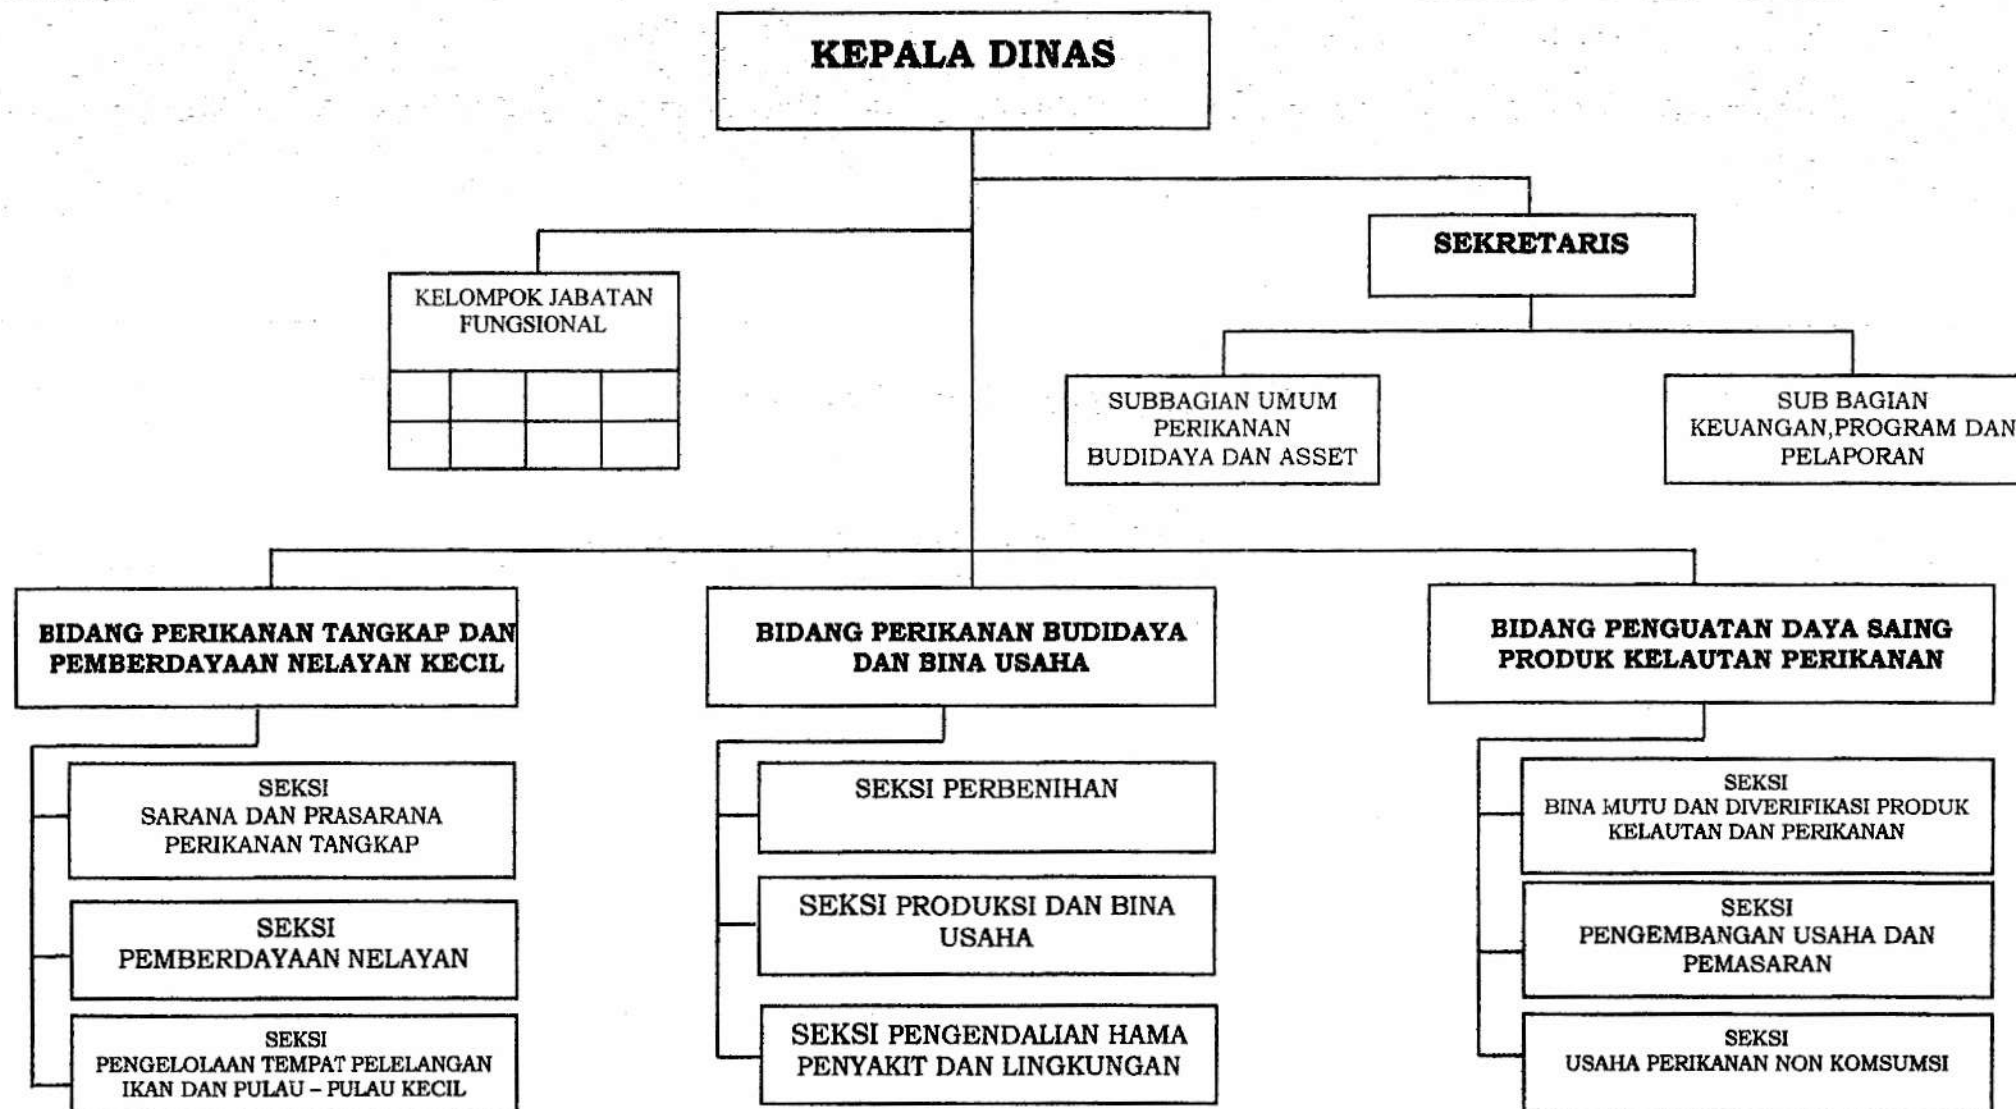 KEPALA DINAS
SEKRETARIS
KELOMPOK JABATAN
FUNGSIONAL
SUBBAGIAN UMUM
PERIKANAN
BUDIDAYA DAN ASSET
SUB BAGIAN
KEUANGAN,PROGRAM DAN
PELAPORAN
BIDANG PERIKANAN TANGKAP DAN
PEMBERDAYAAN NELAYAN KECIL
BIDANG PERIKANAN BUDIDAYA
DAN BINA USAHA
BIDANG PENGUATAN DAYA SAING
PRODUK KELAUTAN PERIKANAN
SEKSI
SARANA DAN PRASARANA
PERIKANAN TANGKAP
SEKSI
PEMBERDAYAAN NELAYAN
SEKSI
PENGELOLAAN TEMPAT PELELANGAN
IKAN DAN PULAU – PULAU KECIL
SEKSI PERBENIHAN
SEKSI PRODUKSI DAN BINA
USAHA
SEKSI PENGENDALIAN HAMA
PENYAKIT DAN LINGKUNGAN
SEKSI
BINA MUTU DAN DIVERIFIKASI PRODUK
KELAUTAN DAN PERIKANAN
SEKSI
PENGEMBANGAN USAHA DAN
PEMASARAN
SEKSI
USAHA PERIKANAN NON KOMSUMSI